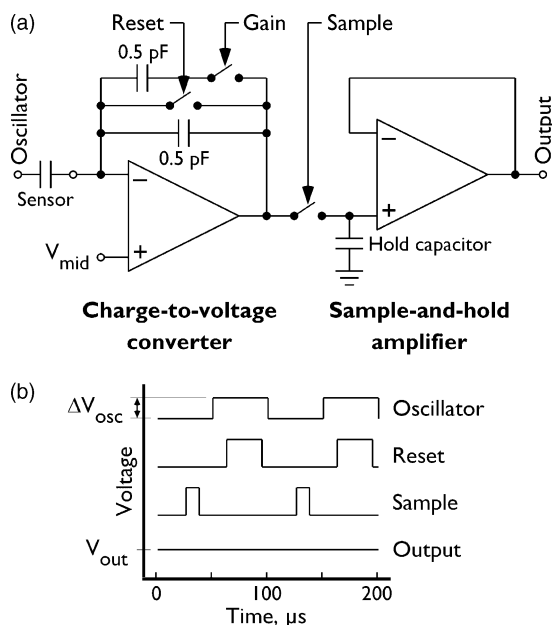 (a)
Reset
Gain
Sample
0.5 pF
0.5 pF
Oscillator
Sensor
−
+
V_mid
−
+
Hold capacitor
Output
Charge-to-voltage
converter
Sample-and-hold
amplifier
(b)
Voltage
ΔV_osc
Oscillator
Reset
Sample
V_out
Output
0
100
200
Time, μs